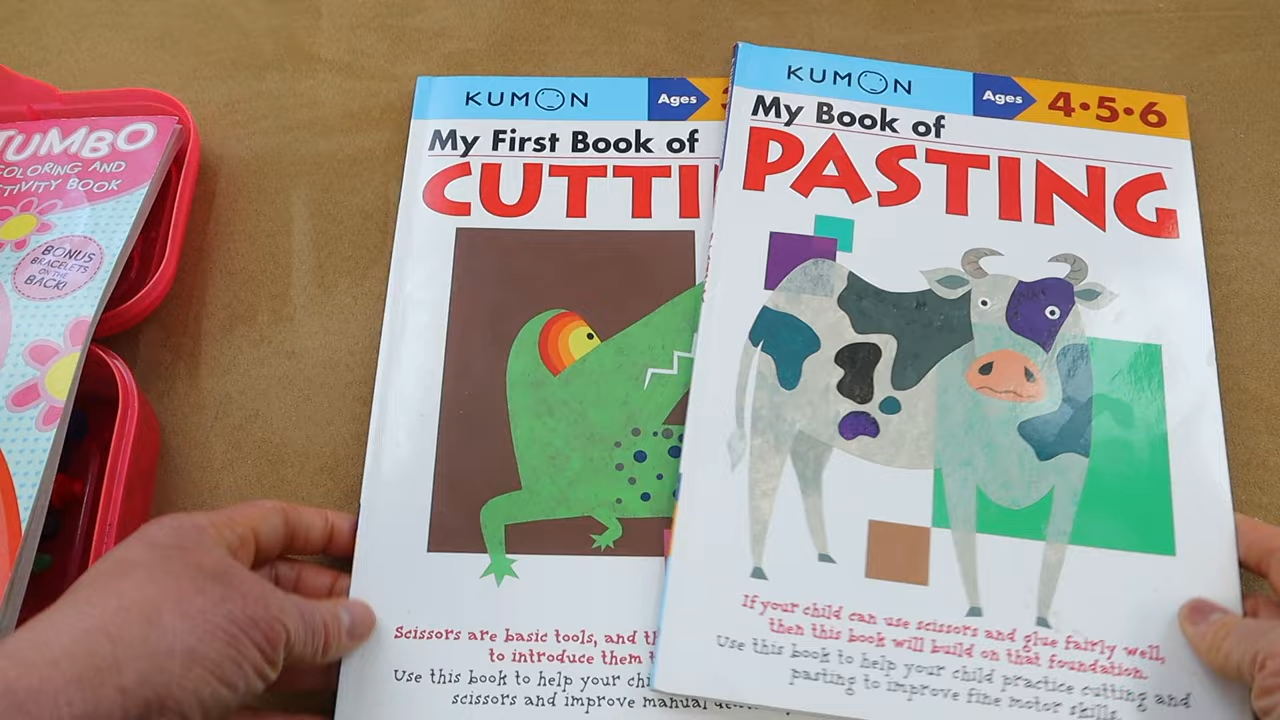 JUMBO
COLORING AND
ACTIVITY BOOK
BONUS
BRACELETS
ON THE
BACK!
KUMON
Ages
My First Book of
CUTTI
Scissors are basic tools, and th
to introduce them t
Use this book to help your chi
scissors and improve manual
KUMON
Ages
4•5•6
My Book of
PASTING
If your child can use scissors and glue fairly well,
then this book will build on that foundation.
Use this book to help your child practice cutting and
pasting to improve fine motor skills.